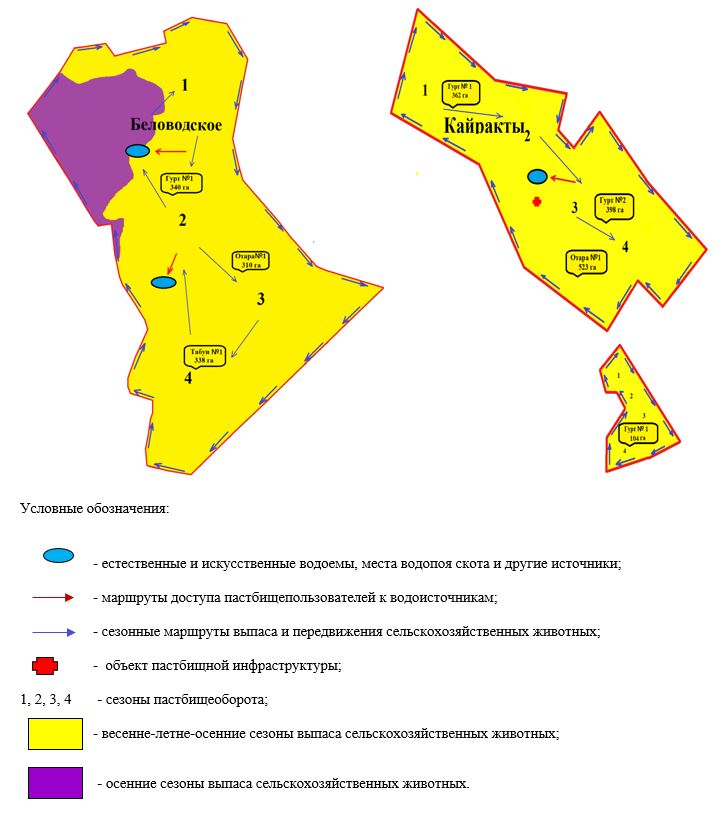 1
Беловодское
Гурт №1
340 га
2
Отара№1
310 га
3
Табун №1
338 га
4
1
Гурт № 1
362 га
Кайракты
2
3
Гурт №2
398 га
4
Отара №1
523 га
1
2
3
Гурт № 1
104 га
4
Условные обозначения:
- естественные и искусственные водоемы, места водопоя скота и другие источники;
- маршруты доступа пастбищепользователей к водоисточникам;
- сезонные маршруты выпаса и передвижения сельскохозяйственных животных;
- объект пастбищной инфраструктуры;
1, 2, 3, 4 - сезоны пастбищеоборота;
- весенне-летне-осенние сезоны выпаса сельскохозяйственных животных;
- осенние сезоны выпаса сельскохозяйственных животных.